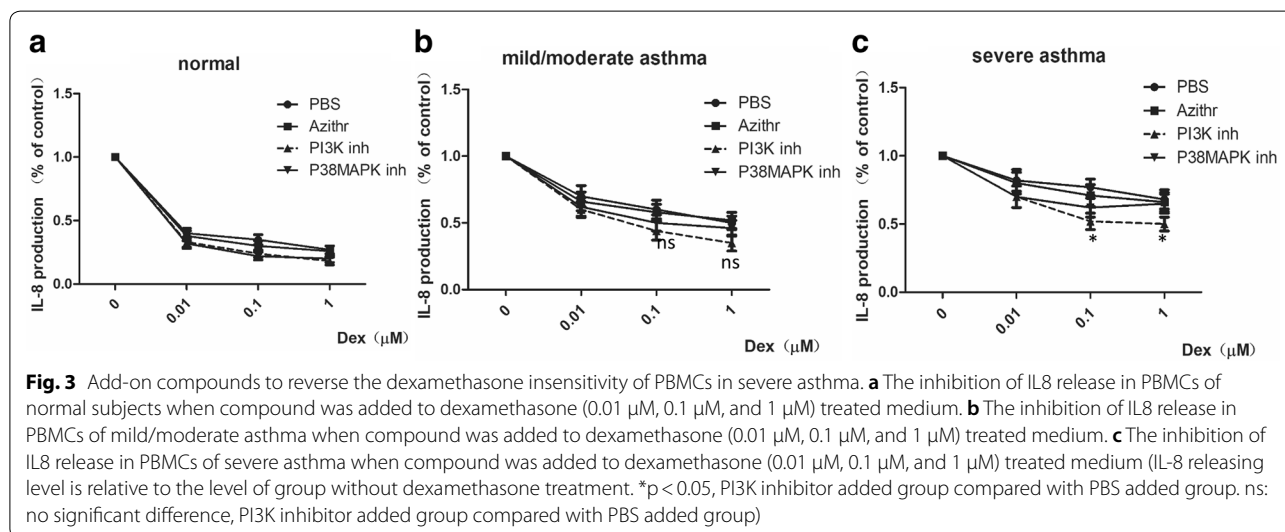 a
normal
IL-8 production (% of control)
1.5
1.0
0.5
0.0
PBS
Azithr
PI3K inh
P38MAPK inh
0
0.01
0.1
1
Dex (μM)
b
mild/moderate asthma
IL-8 production (% of control)
1.5
1.0
0.5
0.0
PBS
Azithr
PI3K inh
P38MAPK inh
ns
ns
0
0.01
0.1
1
Dex (μM)
c
severe asthma
IL-8 production (% of control)
1.5
1.0
0.5
0.0
PBS
Azithr
PI3K inh
P38MAPK inh
*
*
0
0.01
0.1
1
Dex (μM)
Fig. 3 Add-on compounds to reverse the dexamethasone insensitivity of PBMCs in severe asthma. a The inhibition of IL8 release in PBMCs of
normal subjects when compound was added to dexamethasone (0.01 μM, 0.1 μM, and 1 μM) treated medium. b The inhibition of IL8 release in
PBMCs of mild/moderate asthma when compound was added to dexamethasone (0.01 μM, 0.1 μM, and 1 μM) treated medium. c The inhibition of
IL8 release in PBMCs of severe asthma when compound was added to dexamethasone (0.01 μM, 0.1 μM, and 1 μM) treated medium (IL-8 releasing
level is relative to the level of group without dexamethasone treatment. *p < 0.05, PI3K inhibitor added group compared with PBS added group. ns:
no significant difference, PI3K inhibitor added group compared with PBS added group)